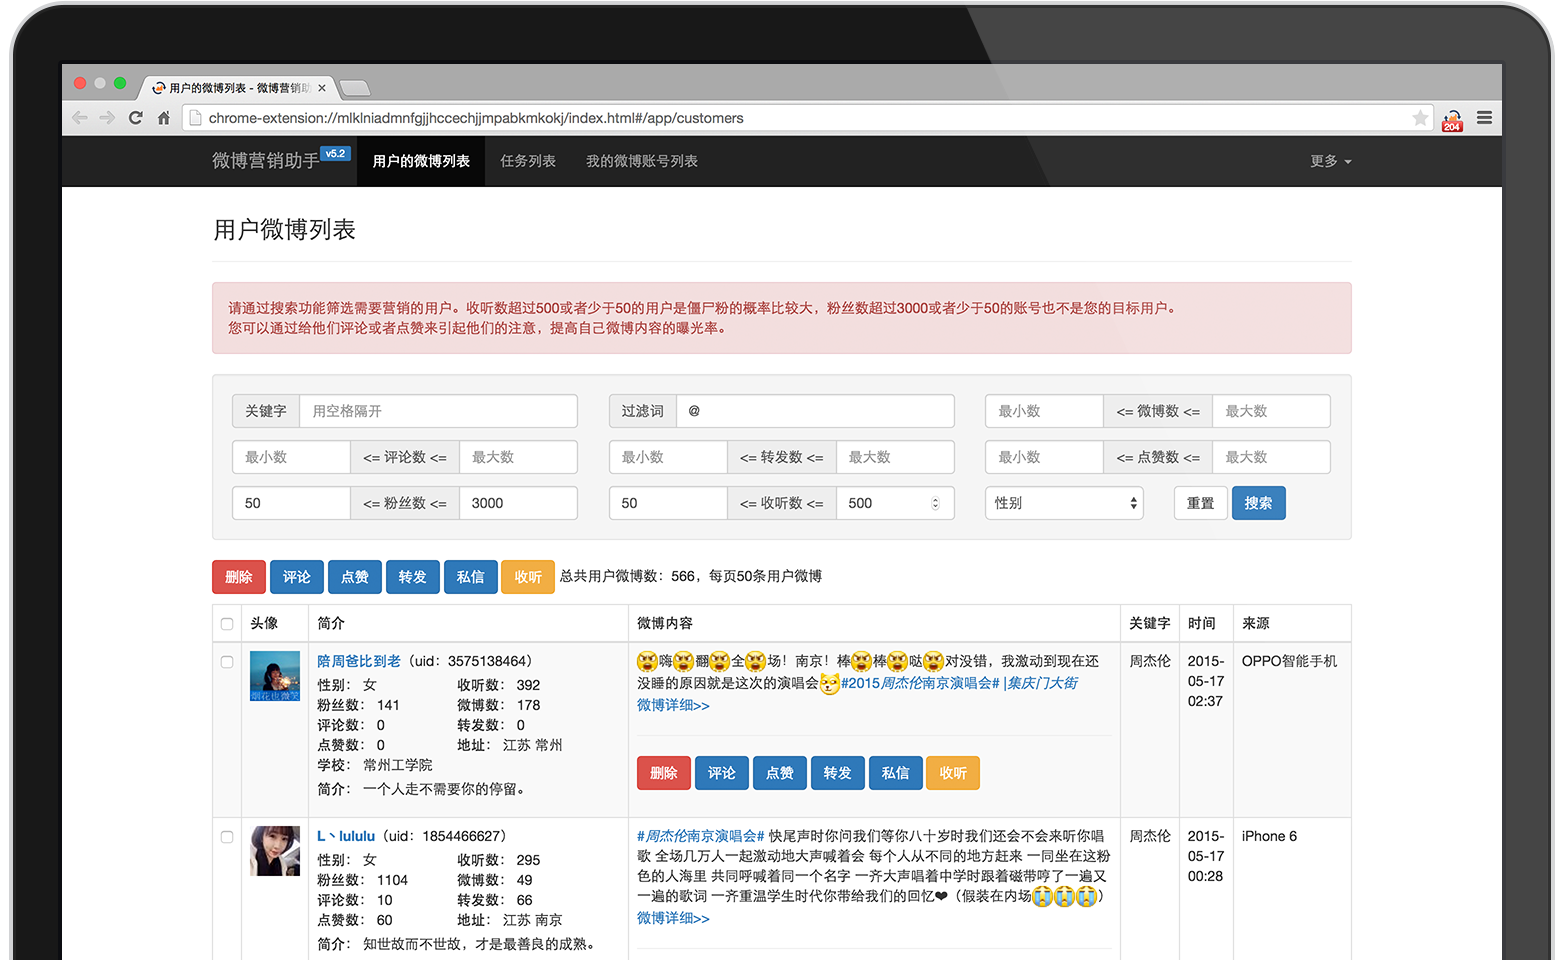 用户的微博列表 - 微博营销助
chrome-extension://mlklniadmnfgjjhccechjjmpabkmkokj/index.html#/app/customers
204
微博营销助手 v5.2 用户的微博列表 任务列表 我的微博账号列表 更多
用户微博列表
请通过搜索功能筛选需要营销的用户。收听数超过500或者少于50的用户是僵尸粉的概率比较大，粉丝数超过3000或者少于50的账号也不是您的目标用户。
您可以通过给他们评论或者点赞来引起他们的注意，提高自己微博内容的曝光率。
关键字 用空格隔开 过滤词 @ 最小数 <= 微博数 <= 最大数
最小数 <= 评论数 <= 最大数 最小数 <= 转发数 <= 最大数 最小数 <= 点赞数 <= 最大数
50 <= 粉丝数 <= 3000 50 <= 收听数 <= 500 性别 重置 搜索
删除 评论 点赞 转发 私信 收听 总共用户微博数：566，每页50条用户微博
头像 简介 微博内容 关键字 时间 来源
陪周爸比到老（uid：3575138464）
性别： 女 收听数： 392
粉丝数： 141 微博数： 178
评论数： 0 转发数： 0
点赞数： 0 地址： 江苏 常州
学校： 常州工学院
简介： 一个人走不需要你的停留。
嗨翻全场！南京！棒棒哒对没错，我激动到现在还
没睡的原因就是这次的演唱会#2015周杰伦南京演唱会# |集庆门大街
微博详细>>
删除 评论 点赞 转发 私信 收听
周杰伦
2015-
05-17
02:37
OPPO智能手机
L丶lululu（uid：1854466627）
性别： 女 收听数： 295
粉丝数： 1104 微博数： 49
评论数： 10 转发数： 66
点赞数： 60 地址： 江苏 南京
简介： 知世故而不世故，才是最善良的成熟。
#周杰伦南京演唱会# 快尾声时你问我们等你八十岁时我们还会不会来听你唱
歌 全场几万人一起激动地大声喊着会 每个人从不同的地方赶来 一同坐在这粉
色的人海里 共同呼喊着同一个名字 一齐大声唱着中学时跟着磁带哼了一遍又
一遍的歌词 一齐重温学生时代你带给我们的回忆❤（假装在内场）
微博详细>>
周杰伦
2015-
05-17
00:28
iPhone 6